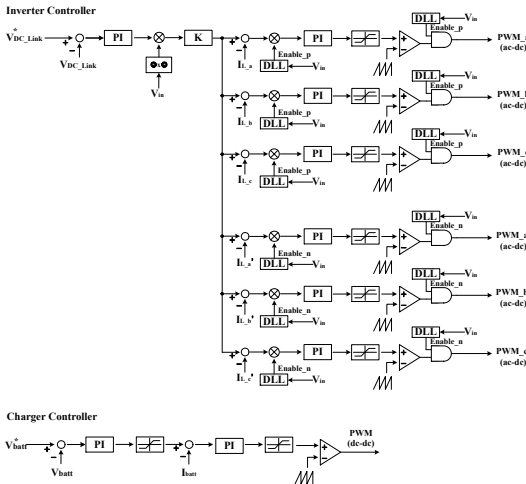 Inverter Controller
V*DC_Link
+
−
VDC_Link
PI
Vin
K
IL_a
DLL
Enable_p
Vin
PI
DLL
Vin
Enable_p
PWM_
(ac-dc)
IL_b
DLL
Enable_p
Vin
PI
DLL
Vin
Enable_p
PWM_
(ac-dc)
IL_c
DLL
Enable_p
Vin
PI
DLL
Vin
Enable_p
PWM_
(ac-dc)
IL_a'
DLL
Enable_n
Vin
PI
DLL
Vin
Enable_n
PWM_
(ac-dc)
IL_b'
DLL
Enable_n
Vin
PI
DLL
Vin
Enable_n
PWM_
(ac-dc)
IL_c'
DLL
Enable_n
Vin
PI
DLL
Vin
Enable_n
PWM_
(ac-dc)
Charger Controller
V*batt
+
−
Vbatt
PI
+
−
Ibatt
PI
+
−
PWM
(dc-dc)